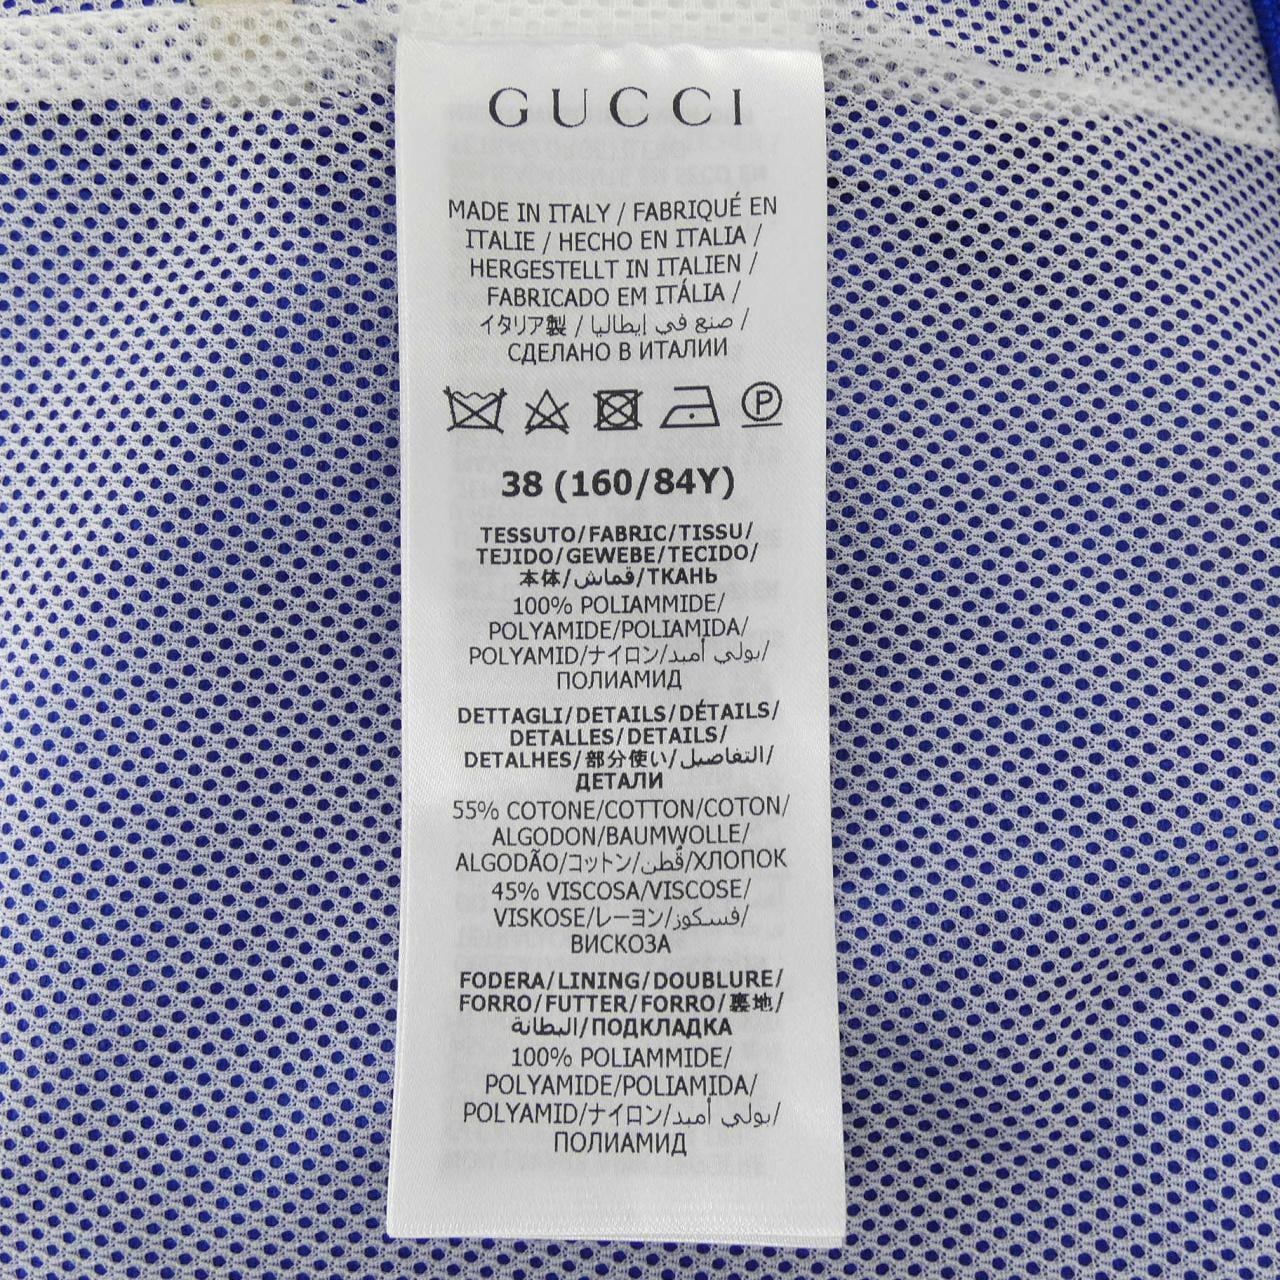 GUCCI
MADE IN ITALY / FABRIQUÉ EN
ITALIE / HECHO EN ITALIA /
HERGESTELLT IN ITALIEN /
FABRICADO EM ITÁLIA /
イタリア製 / صنع في إيطاليا /
СДЕЛАНО В ИТАЛИИ
P
38 (160/84Y)
TESSUTO/FABRIC/TISSU/
TEJIDO/GEWEBE/TECIDO/
本体/قماش/ТКАНЬ
100% POLIAMMIDE/
POLYAMIDE/POLIAMIDA/
POLYAMID/ナイロン/بولي أميد/
ПОЛИАМИД
DETTAGLI/DETAILS/DÉTAILS/
DETALLES/DETAILS/
DETALHES/部分使い/التفاصيل/
ДЕТАЛИ
55% COTONE/COTTON/COTON/
ALGODON/BAUMWOLLE/
ALGODÃO/コットン/قطن/ХЛОПОК
45% VISCOSA/VISCOSE/
VISKOSE/レーヨン/فسكوز/
ВИСКОЗА
FODERA/LINING/DOUBLURE/
FORRO/FUTTER/FORRO/裏地/
البطانة/ПОДКЛАДКА
100% POLIAMMIDE/
POLYAMIDE/POLIAMIDA/
POLYAMID/ナイロン/بولي أميد/
ПОЛИАМИД